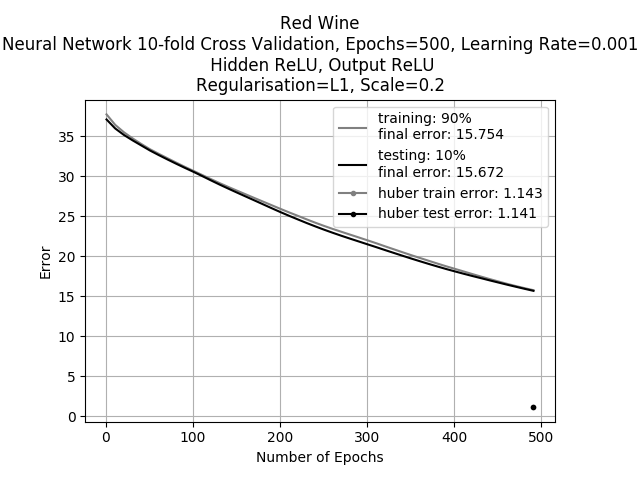 Red Wine
Neural Network 10-fold Cross Validation, Epochs=500, Learning Rate=0.001
Hidden ReLU, Output ReLU
Regularisation=L1, Scale=0.2
training: 90%
final error: 15.754
testing: 10%
final error: 15.672
huber train error: 1.143
huber test error: 1.141
Error
35
30
25
20
15
10
5
0
0 100 200 300 400 500
Number of Epochs